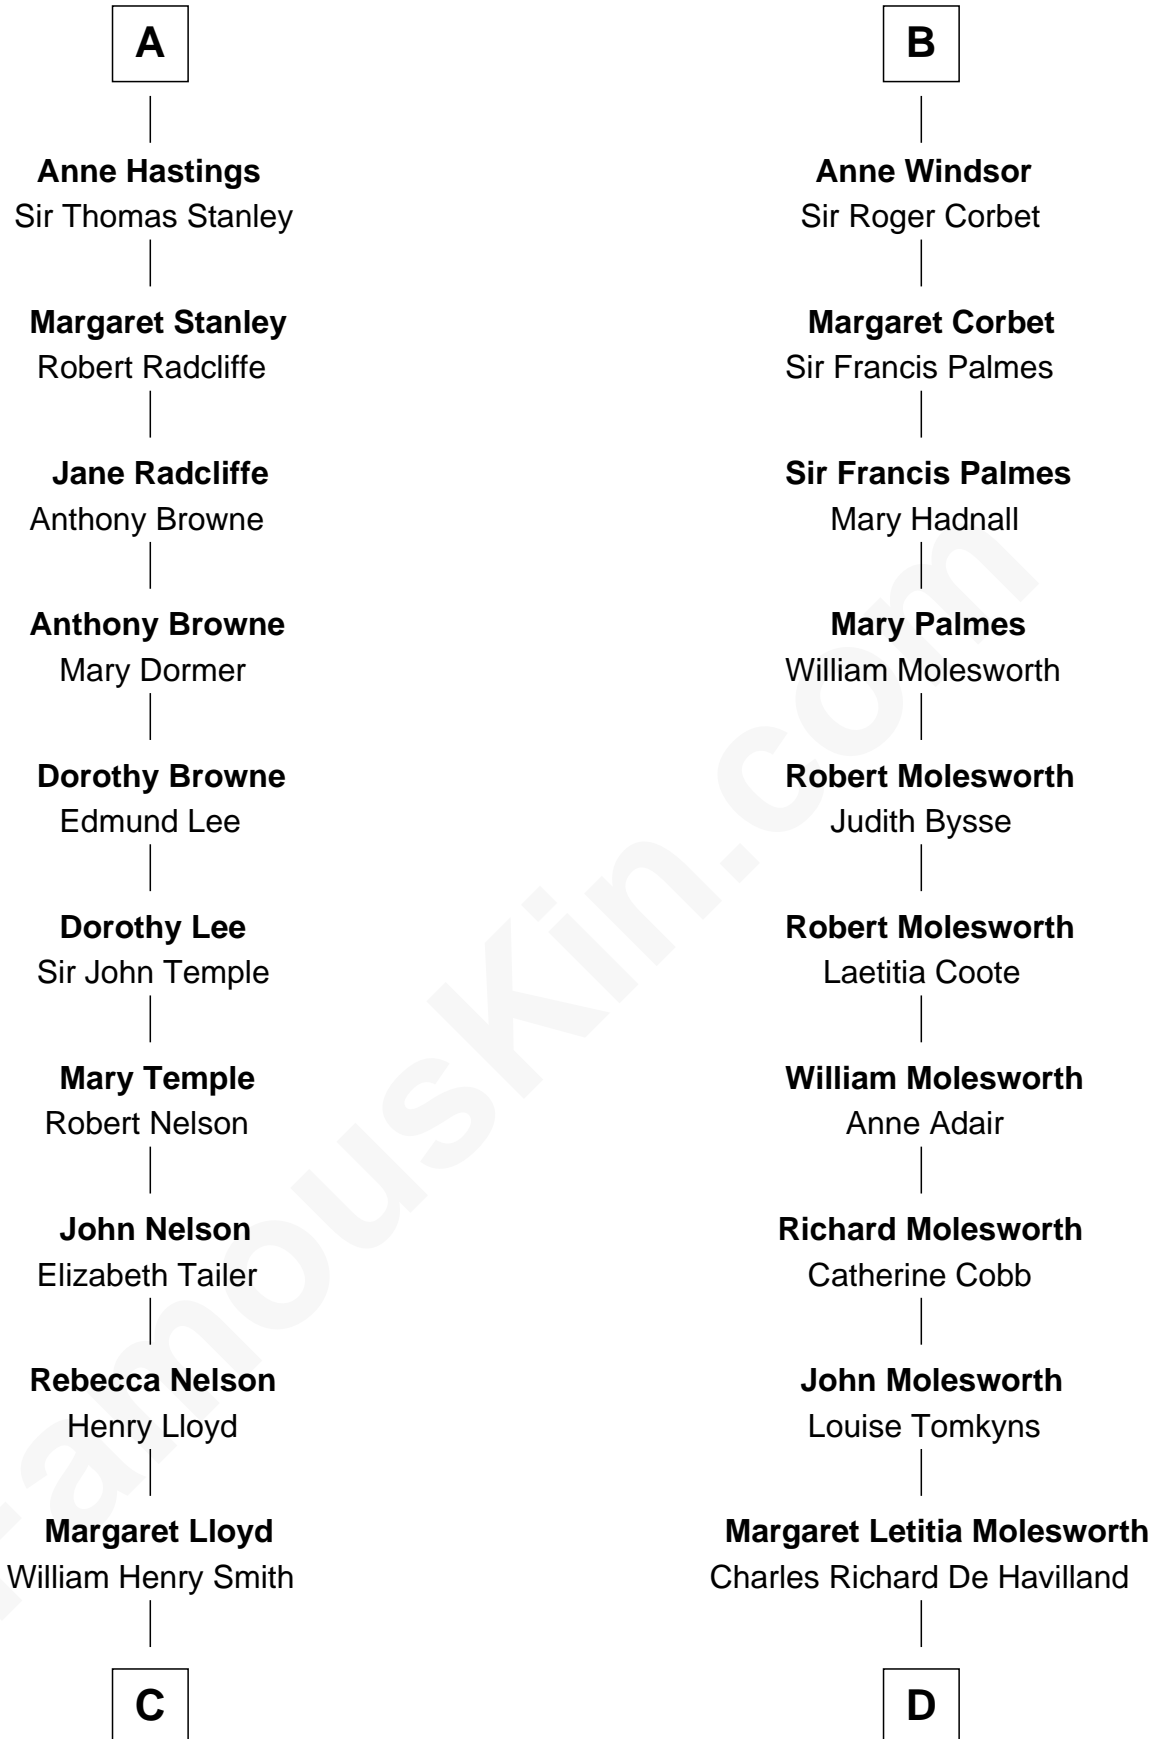 A
Anne Hastings
Sir Thomas Stanley
Margaret Stanley
Robert Radcliffe
Jane Radcliffe
Anthony Browne
Anthony Browne
Mary Dormer
Dorothy Browne
Edmund Lee
Dorothy Lee
Sir John Temple
Mary Temple
Robert Nelson
John Nelson
Elizabeth Tailer
Rebecca Nelson
Henry Lloyd
Margaret Lloyd
William Henry Smith
C
B
Anne Windsor
Sir Roger Corbet
Margaret Corbet
Sir Francis Palmes
Sir Francis Palmes
Mary Hadnall
Mary Palmes
William Molesworth
Robert Molesworth
Judith Bysse
Robert Molesworth
Laetitia Coote
William Molesworth
Anne Adair
Richard Molesworth
Catherine Cobb
John Molesworth
Louise Tomkyns
Margaret Letitia Molesworth
Charles Richard De Havilland
D
FamousKin.com